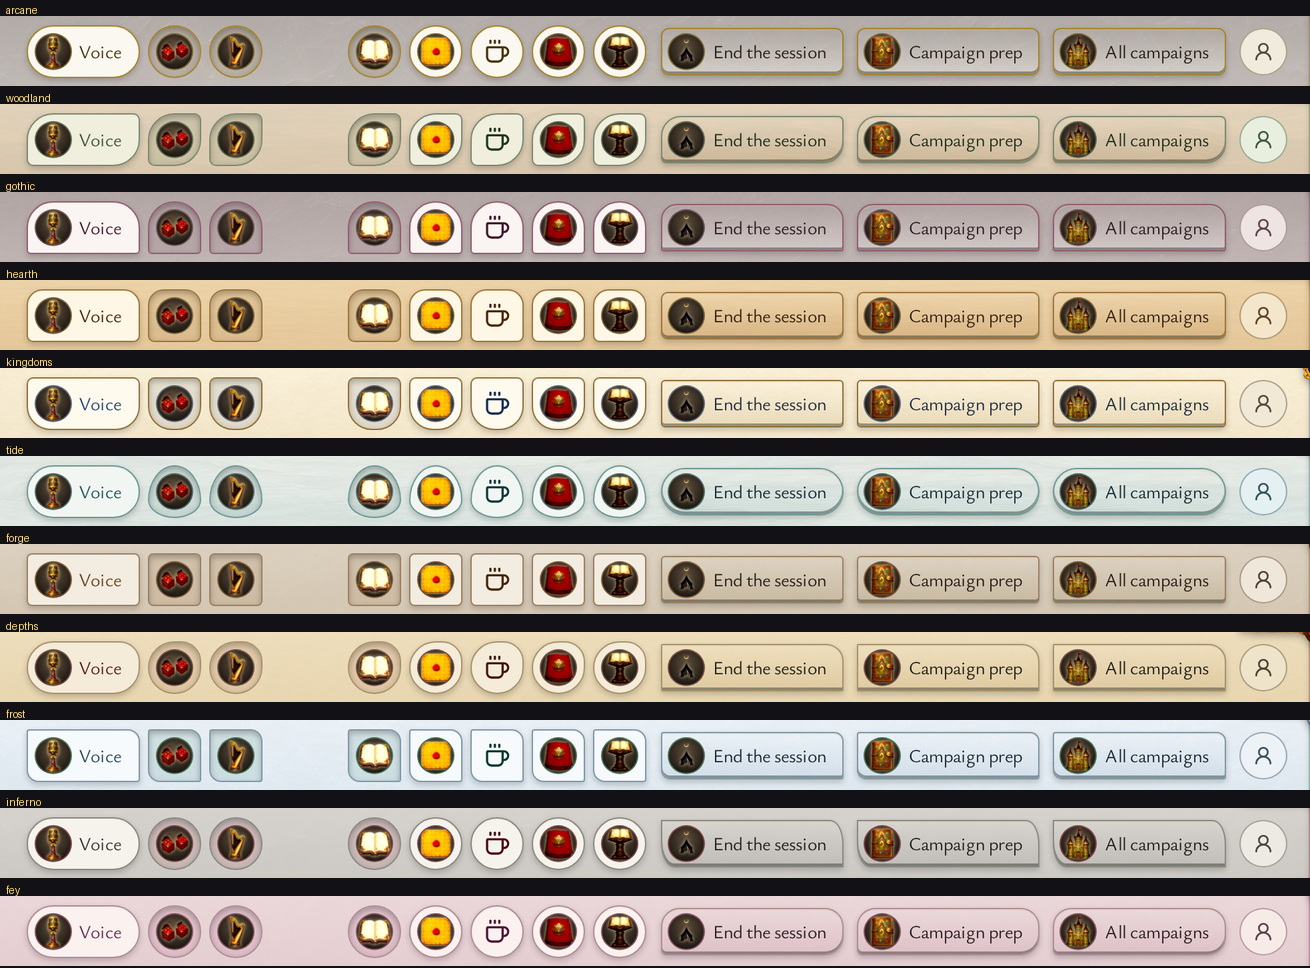 arcane
Voice End the session Campaign prep All campaigns
woodland
Voice End the session Campaign prep All campaigns
gothic
Voice End the session Campaign prep All campaigns
hearth
Voice End the session Campaign prep All campaigns
kingdoms
Voice End the session Campaign prep All campaigns
tide
Voice End the session Campaign prep All campaigns
forge
Voice End the session Campaign prep All campaigns
depths
Voice End the session Campaign prep All campaigns
frost
Voice End the session Campaign prep All campaigns
inferno
Voice End the session Campaign prep All campaigns
fey
Voice End the session Campaign prep All campaigns